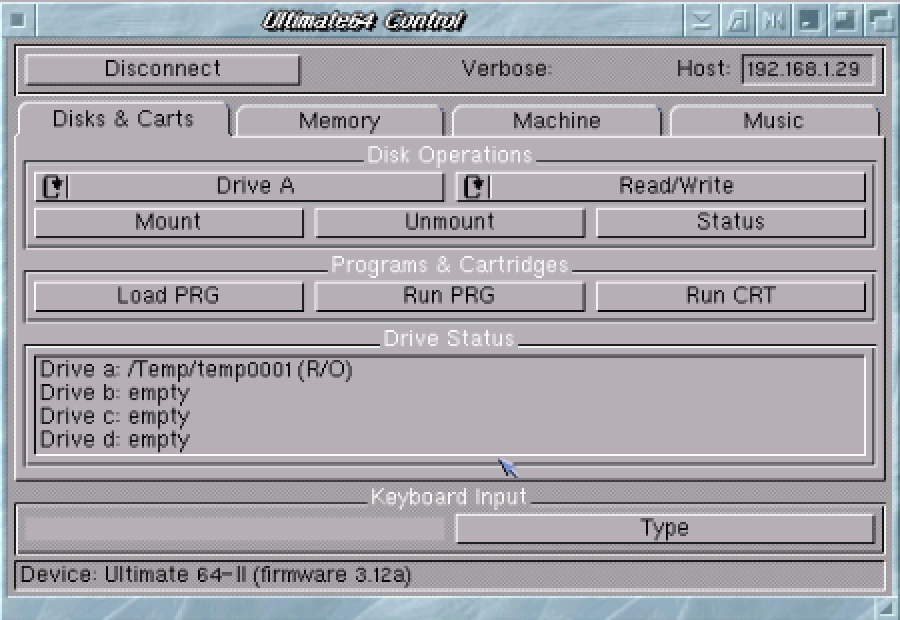 Ultimate64 Control
Disconnect Verbose: Host: 192.168.1.29
Disks & Carts Memory Machine Music
Disk Operations
Drive A Read/Write
Mount Unmount Status
Programs & Cartridges
Load PRG Run PRG Run CRT
Drive Status
Drive a: /Temp/temp0001 (R/O)
Drive b: empty
Drive c: empty
Drive d: empty
Keyboard Input
Type
Device: Ultimate 64-II (firmware 3.12a)